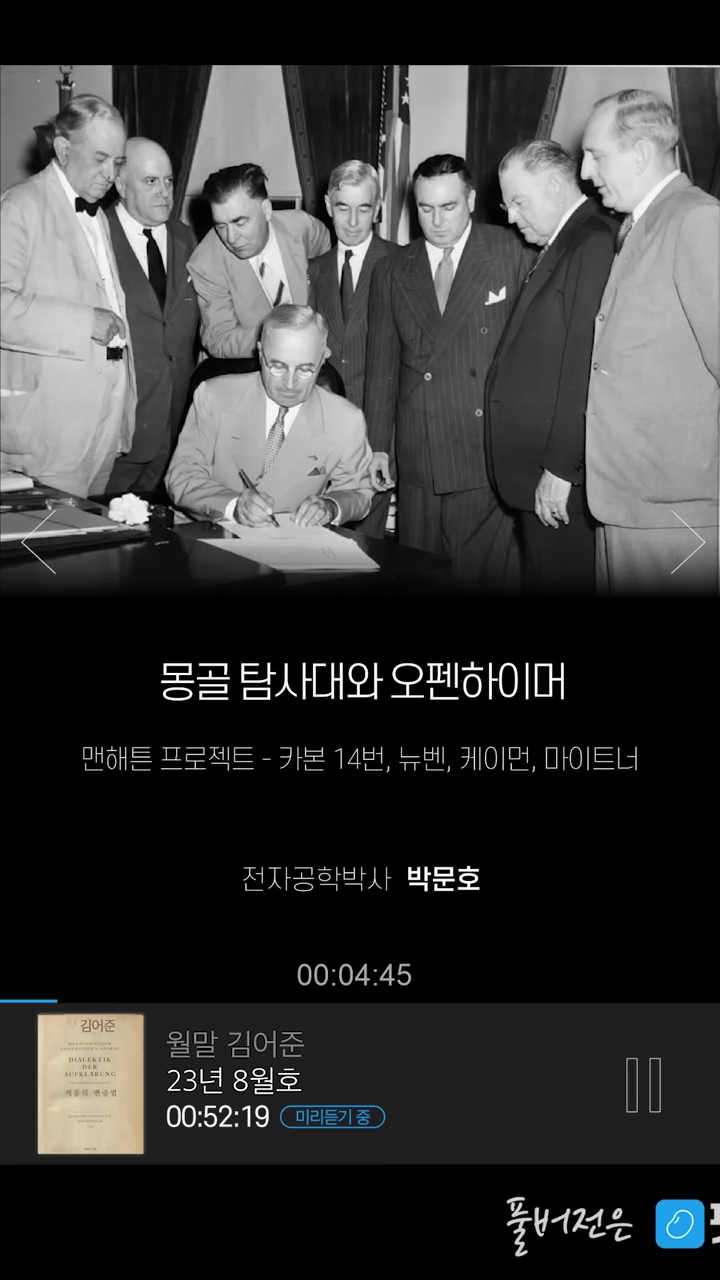 몽골 탐사대와 오펜하이머
맨해튼 프로젝트 - 카본 14번, 뉴벤, 케이먼, 마이트너
전자공학박사 박문호
00:04:45
김어준
DIALEKTIK
DER
AUFKLÄRUNG
계몽의 변증법
월말 김어준
23년 8월호
00:52:19 미리듣기 중
풀버전은